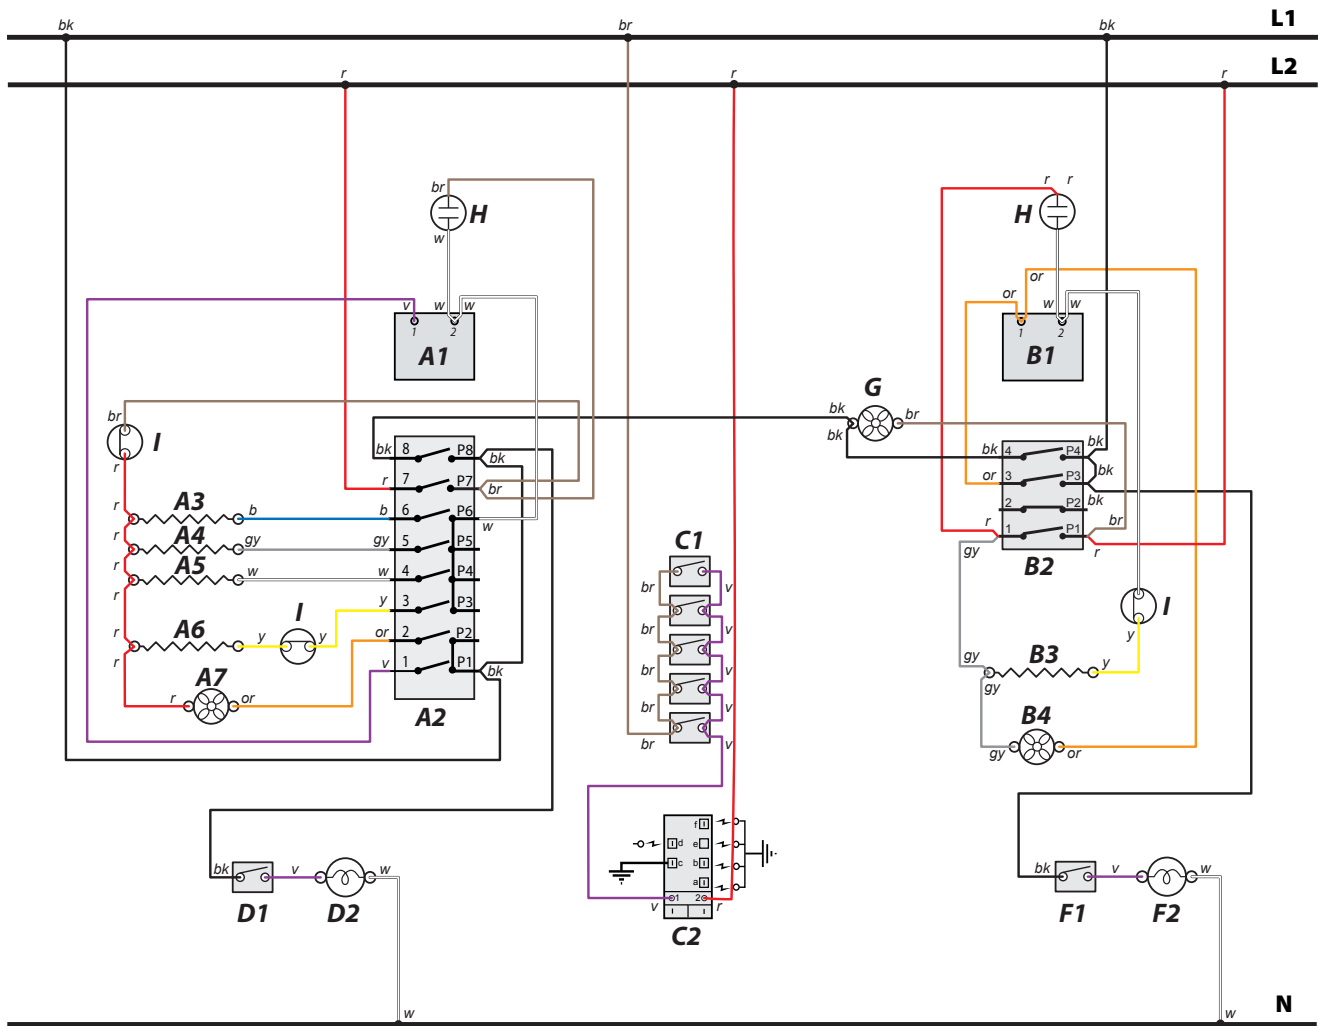 bk br bk L1
r r r L2
br H r r H
w or
v w w or w w
1 2 1 2
A1 B1
G
br I bk br
bk
bk 8 P8 bk bk 4 P4 bk
r r 7 P7 br or 3 P3 bk
r A3 b b 6 P6 w 2 P2 bk
r A4 gy gy 5 P5 r 1 P1 br
r A5 w w 4 P4 C1 gy B2 r
y 3 P3 br v
r A6 y I y or 2 P2 br v I
r v 1 P1 bk br v y
A7 gy B3 y
r or A2 br v gy
br v B4
gy or
f
d e
c b
a
bk v w 1 2 bk v w
D1 D2 v r F1 F2
C2
w w N